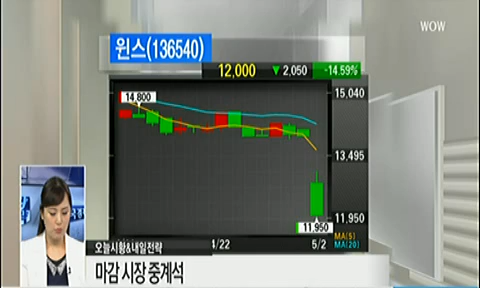 WOW
윈스(136540)
12,000 ▼ 2,050 -14.59%
15,040
14,800
13,495
11,950
11,950
4/22 5/2
MA[5]
MA[20]
오늘시황&내일전략
마감 시장 중계석